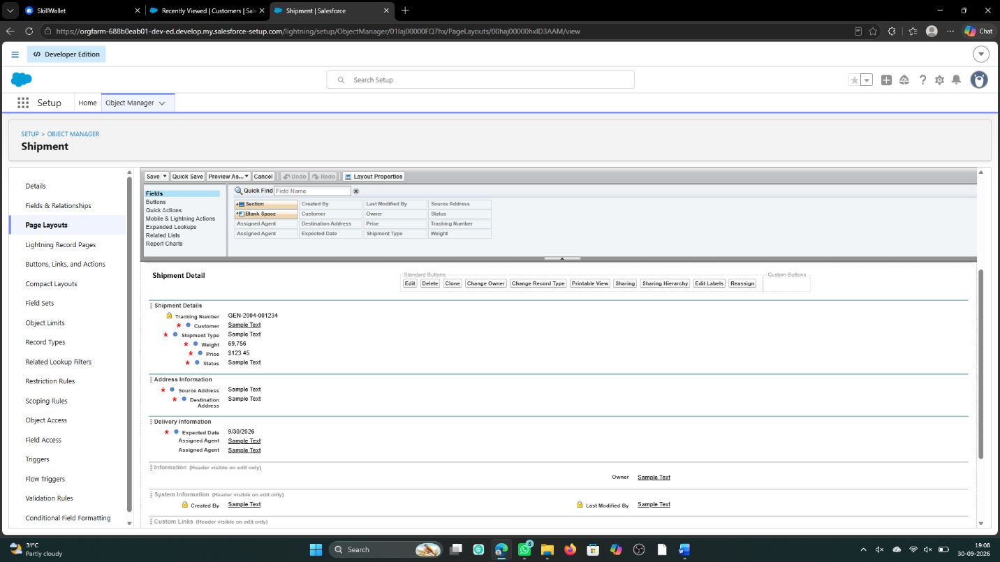 SkillWallet
Recently Viewed | Customers | Sale
Shipment | Salesforce
https://orgfarm-688b0eab01-dev-ed.develop.my.salesforce-setup.com/lightning/setup/ObjectManager/01Iaj00000FQ7hx/PageLayouts/00haj00000hxID3AAM/view
Chat
Developer Edition
Search Setup
Setup
Home
Object Manager
SETUP > OBJECT MANAGER
Shipment
Details
Fields & Relationships
Page Layouts
Lightning Record Pages
Buttons, Links, and Actions
Compact Layouts
Field Sets
Object Limits
Record Types
Related Lookup Filters
Restriction Rules
Scoping Rules
Object Access
Field Access
Triggers
Flow Triggers
Validation Rules
Conditional Field Formatting
Save Quick Save Preview As... Cancel Undo Redo Layout Properties
Fields
Buttons
Quick Actions
Mobile & Lightning Actions
Expanded Lookups
Related Lists
Report Charts
Quick Find Field Name
Section Created By Last Modified By Source Address
Blank Space Customer Owner Status
Assigned Agent Destination Address Price Tracking Number
Assigned Agent Expected Date Shipment Type Weight
Shipment Detail
Standard Buttons
Edit Delete Clone Change Owner Change Record Type Printable View Sharing Sharing Hierarchy Edit Labels Reassign
Custom Buttons
Shipment Details
Tracking Number GEN-2004-001234
* Customer Sample Text
* Shipment Type Sample Text
* Weight 69,756
* Price $123.45
* Status Sample Text
Address Information
* Source Address Sample Text
* Destination Address Sample Text
Delivery Information
* Expected Date 9/30/2026
Assigned Agent Sample Text
Assigned Agent Sample Text
Information (Header visible on edit only)
Owner Sample Text
System Information (Header visible on edit only)
Created By Sample Text Last Modified By Sample Text
Custom Links (Header visible on edit only)
31°C
Partly cloudy
Search
8
19:08
30-09-2026